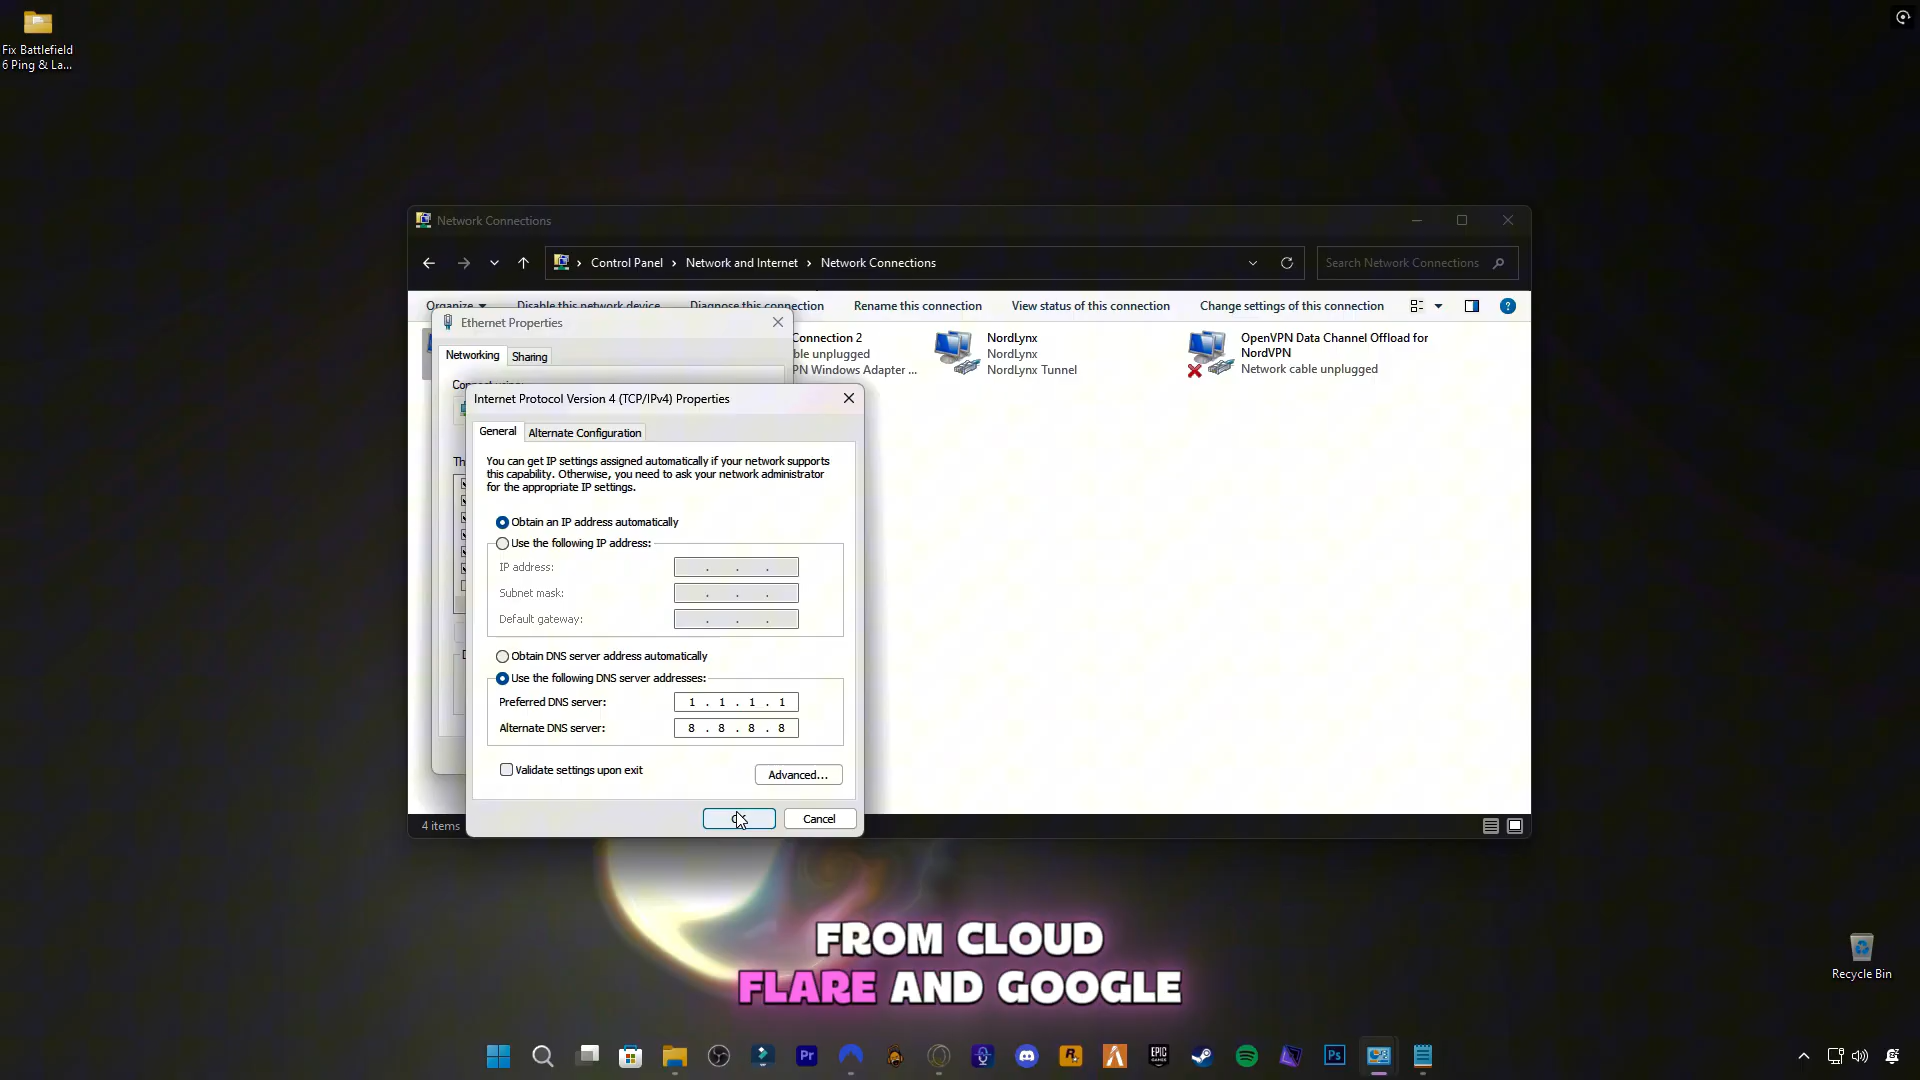 Fix Battlefield
6 Ping & La...
Network Connections
Control Panel > Network and Internet > Network Connections
Search Network Connections
Organize
Disable this network device
Diagnose this connection
Rename this connection
View status of this connection
Change settings of this connection
Ethernet Properties
Networking
Sharing
Connection 2
ble unplugged
PN Windows Adapter ...
NordLynx
NordLynx
NordLynx Tunnel
OpenVPN Data Channel Offload for
NordVPN
Network cable unplugged
Internet Protocol Version 4 (TCP/IPv4) Properties
General
Alternate Configuration
You can get IP settings assigned automatically if your network supports
this capability. Otherwise, you need to ask your network administrator
for the appropriate IP settings.
Obtain an IP address automatically
Use the following IP address:
IP address:
Subnet mask:
Default gateway:
Obtain DNS server address automatically
Use the following DNS server addresses:
Preferred DNS server: 1 . 1 . 1 . 1
Alternate DNS server: 8 . 8 . 8 . 8
Validate settings upon exit
Advanced...
Cancel
4 items
FROM CLOUD
FLARE AND GOOGLE
Recycle Bin
Pr
EPIC
GAMES
Ps